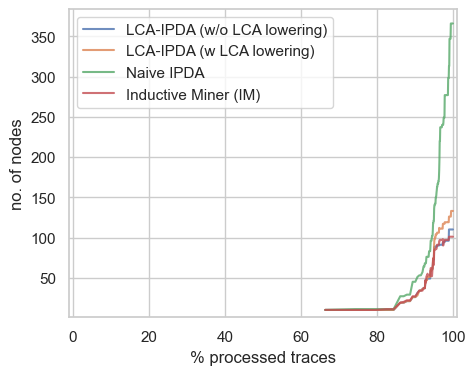 LCA-IPDA (w/o LCA lowering)
LCA-IPDA (w LCA lowering)
Naive IPDA
Inductive Miner (IM)
no. of nodes
350
300
250
200
150
100
50
0 20 40 60 80 100
% processed traces